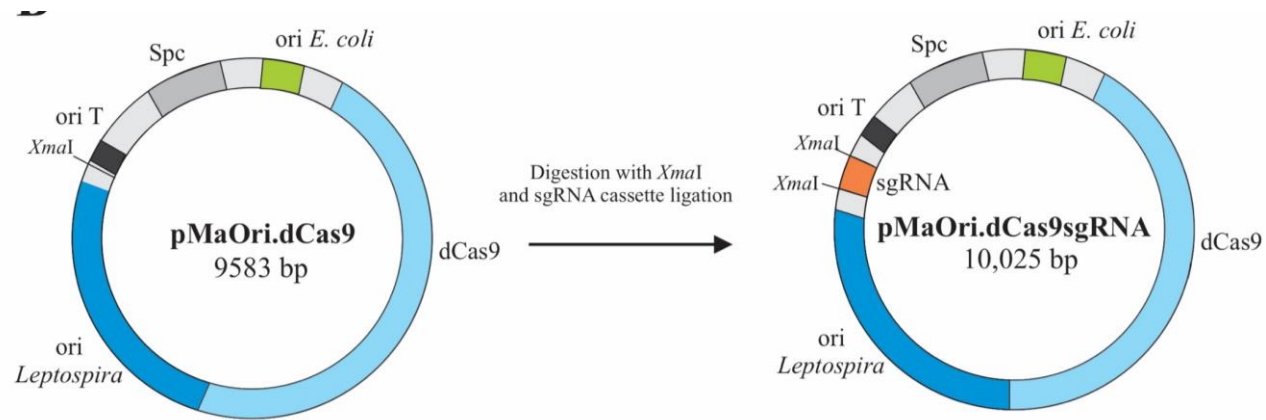 Spc
ori E. coli
ori T
XmaI
pMaOri.dCas9
9583 bp
dCas9
ori
Leptospira
Digestion with XmaI
and sgRNA cassette ligation
Spc
ori E. coli
ori T
XmaI
XmaI
sgRNA
pMaOri.dCas9sgRNA
10,025 bp
dCas9
ori
Leptospira